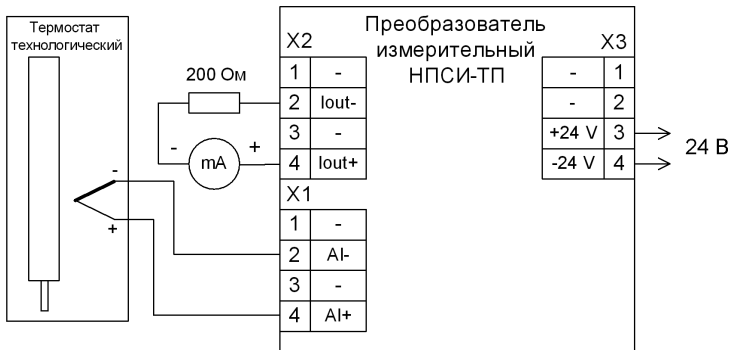 Термостат
технологический
Преобразователь
измерительный
НПСИ-ТП
X2
X3
200 Ом
1 -
2 Iout-
3 -
4 Iout+
- 1
- 2
+24 V 3
-24 V 4
24 В
- +
mA
X1
1 -
2 AI-
3 -
4 AI+
-
+